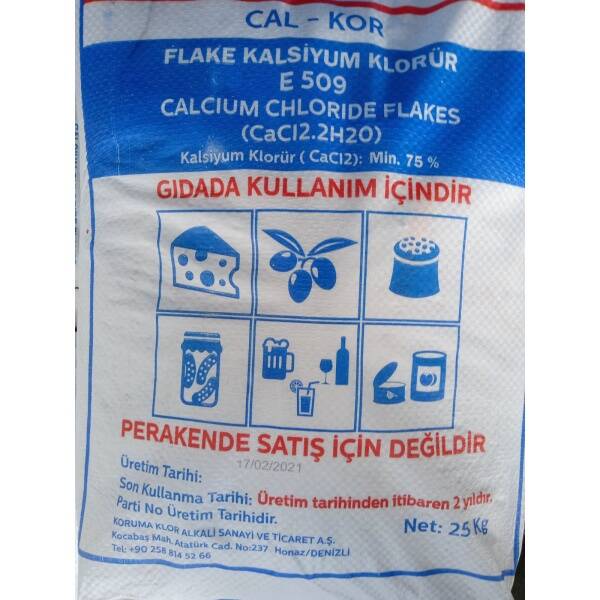 CAL - KOR
FLAKE KALSİYUM KLORÜR
E 509
CALCIUM CHLORIDE FLAKES
(CaCl2.2H2O)
Kalsiyum Klorür ( CaCl2): Min. 75 %
GIDADA KULLANIM İÇİNDİR
PERAKENDE SATIŞ İÇİN DEĞİLDİR
17/02/2021
Üretim Tarihi:
Son Kullanma Tarihi: Üretim tarihinden itibaren 2 yıldır.
Parti No Üretim Tarihidir.
Net: 25 Kg
KORUMA KLOR ALKALİ SANAYİ VE TİCARET A.Ş.
Kocabaş Mah. Atatürk Cad. No:237 Honaz/DENİZLİ
Tel: +90 258 814 52 66